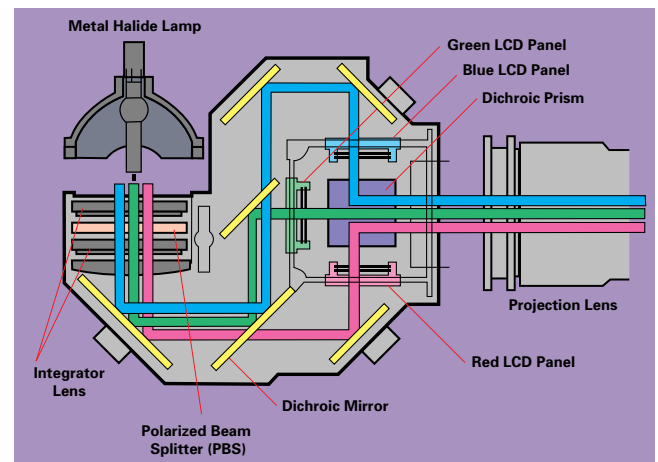 Metal Halide Lamp
Green LCD Panel
Blue LCD Panel
Dichroic Prism
Projection Lens
Red LCD Panel
Integrator
Lens
Dichroic Mirror
Polarized Beam
Splitter (PBS)